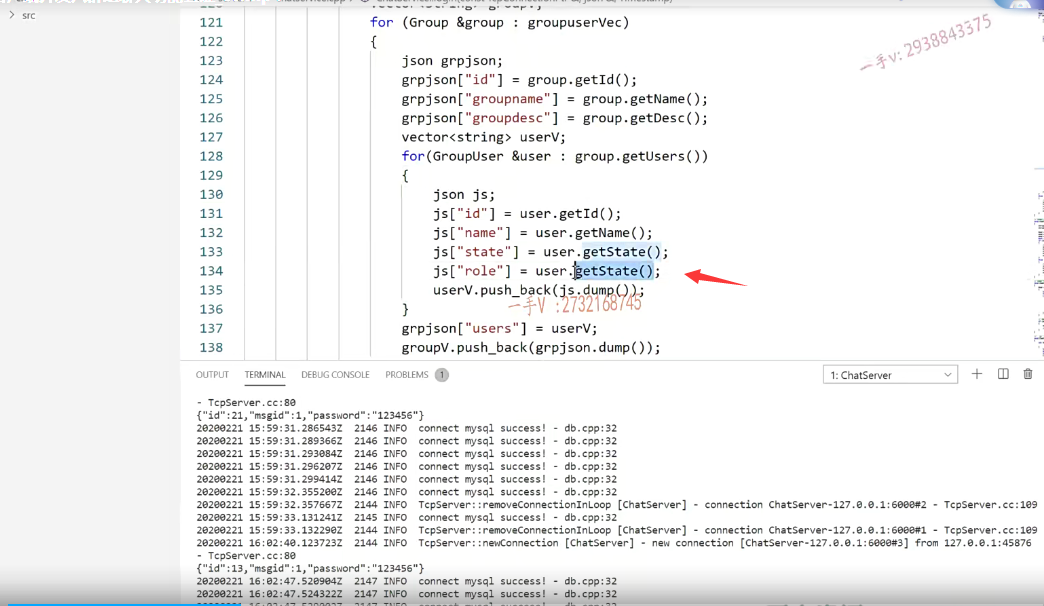 src
一手v: 2938843375
121 for (Group &group : groupuserVec)
122 {
123 json grpjson;
124 grpjson["id"] = group.getId();
125 grpjson["groupname"] = group.getName();
126 grpjson["groupdesc"] = group.getDesc();
127 vector<string> userV;
128 for(GroupUser &user : group.getUsers())
129 {
130 json js;
131 js["id"] = user.getId();
132 js["name"] = user.getName();
133 js["state"] = user.getState();
134 js["role"] = user.getState();
135 userV.push_back(js.dump());
136 }
一手V :2732168745
137 grpjson["users"] = userV;
138 groupV.push_back(grpjson.dump());
OUTPUT TERMINAL DEBUG CONSOLE PROBLEMS 1 1: ChatServer
- TcpServer.cc:80
{"id":21,"msgid":1,"password":"123456"}
20200221 15:59:31.286543Z 2146 INFO connect mysql success! - db.cpp:32
20200221 15:59:31.289366Z 2146 INFO connect mysql success! - db.cpp:32
20200221 15:59:31.293084Z 2146 INFO connect mysql success! - db.cpp:32
20200221 15:59:31.296207Z 2146 INFO connect mysql success! - db.cpp:32
20200221 15:59:31.299414Z 2146 INFO connect mysql success! - db.cpp:32
20200221 15:59:32.355200Z 2146 INFO connect mysql success! - db.cpp:32
20200221 15:59:32.357667Z 2144 INFO TcpServer::removeConnectionInLoop [ChatServer] - connection ChatServer-127.0.0.1:6000#2 - TcpServer.cc:109
20200221 15:59:33.131241Z 2145 INFO connect mysql success! - db.cpp:32
20200221 15:59:33.132290Z 2144 INFO TcpServer::removeConnectionInLoop [ChatServer] - connection ChatServer-127.0.0.1:6000#1 - TcpServer.cc:109
20200221 16:02:40.123723Z 2144 INFO TcpServer::newConnection [ChatServer] - new connection [ChatServer-127.0.0.1:6000#3] from 127.0.0.1:45876
- TcpServer.cc:80
{"id":13,"msgid":1,"password":"123456"}
20200221 16:02:47.520904Z 2147 INFO connect mysql success! - db.cpp:32
20200221 16:02:47.524322Z 2147 INFO connect mysql success! - db.cpp:32